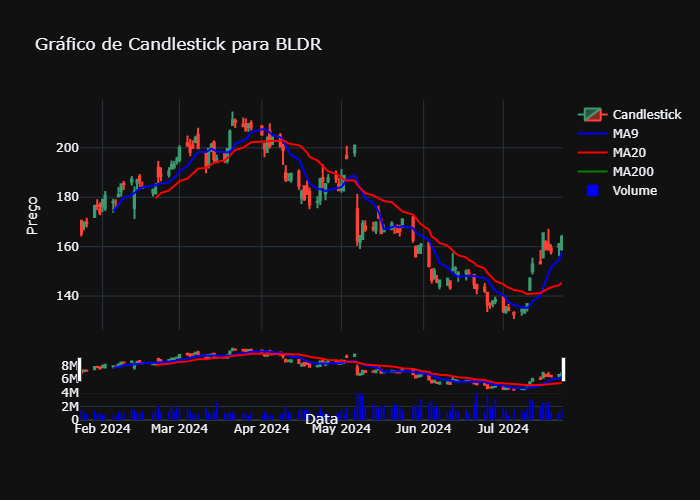 Gráfico de Candlestick para BLDR
Candlestick
MA9
MA20
MA200
Volume
Preço
200
180
160
140
8M
6M
4M
2M
0
Data
Feb 2024
Mar 2024
Apr 2024
May 2024
Jun 2024
Jul 2024